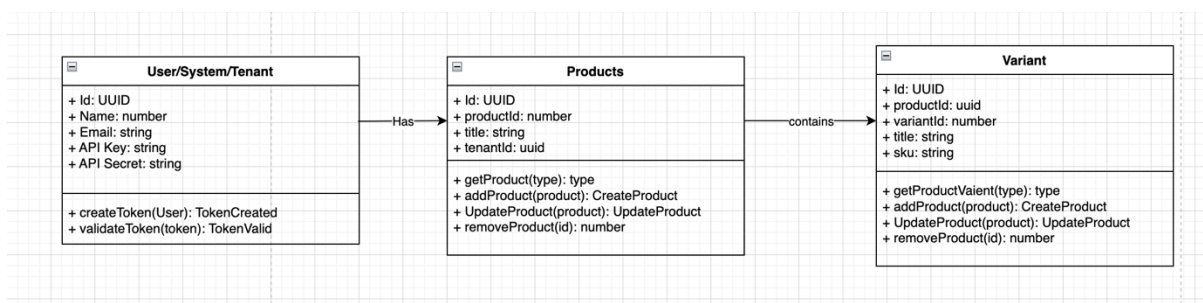 User/System/Tenant
+ Id: UUID
+ Name: number
+ Email: string
+ API Key: string
+ API Secret: string
+ createToken(User): TokenCreated
+ validateToken(token): TokenValid
Has
Products
+ Id: UUID
+ productId: number
+ title: string
+ tenantId: uuid
+ getProduct(type): type
+ addProduct(product): CreateProduct
+ UpdateProduct(product): UpdateProduct
+ removeProduct(id): number
contains
Variant
+ Id: UUID
+ productId: uuid
+ variantId: number
+ title: string
+ sku: string
+ getProductVaient(type): type
+ addProduct(product): CreateProduct
+ UpdateProduct(product): UpdateProduct
+ removeProduct(id): number